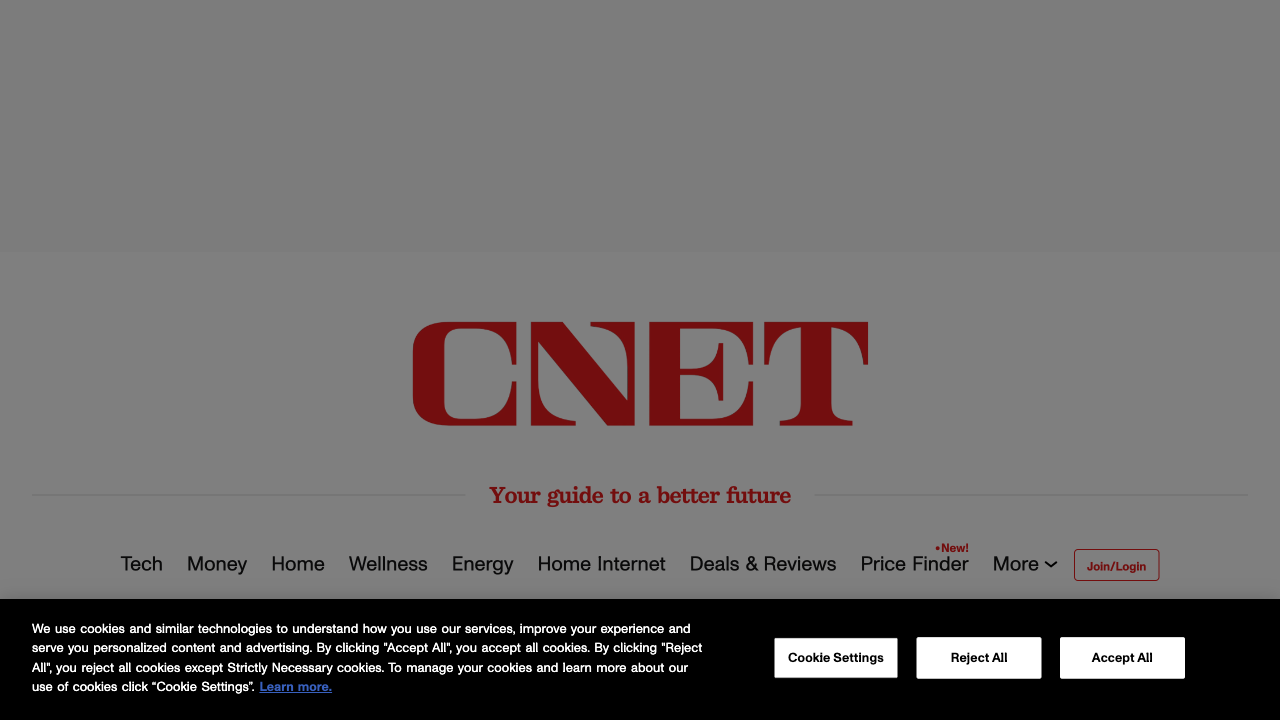 CNET
Your guide to a better future
•New!
Tech Money Home Wellness Energy Home Internet Deals & Reviews Price Finder More Join/Login
We use cookies and similar technologies to understand how you use our services, improve your experience and
serve you personalized content and advertising. By clicking "Accept All", you accept all cookies. By clicking "Reject
All", you reject all cookies except Strictly Necessary cookies. To manage your cookies and learn more about our
use of cookies click “Cookie Settings”. Learn more.
Cookie Settings Reject All Accept All